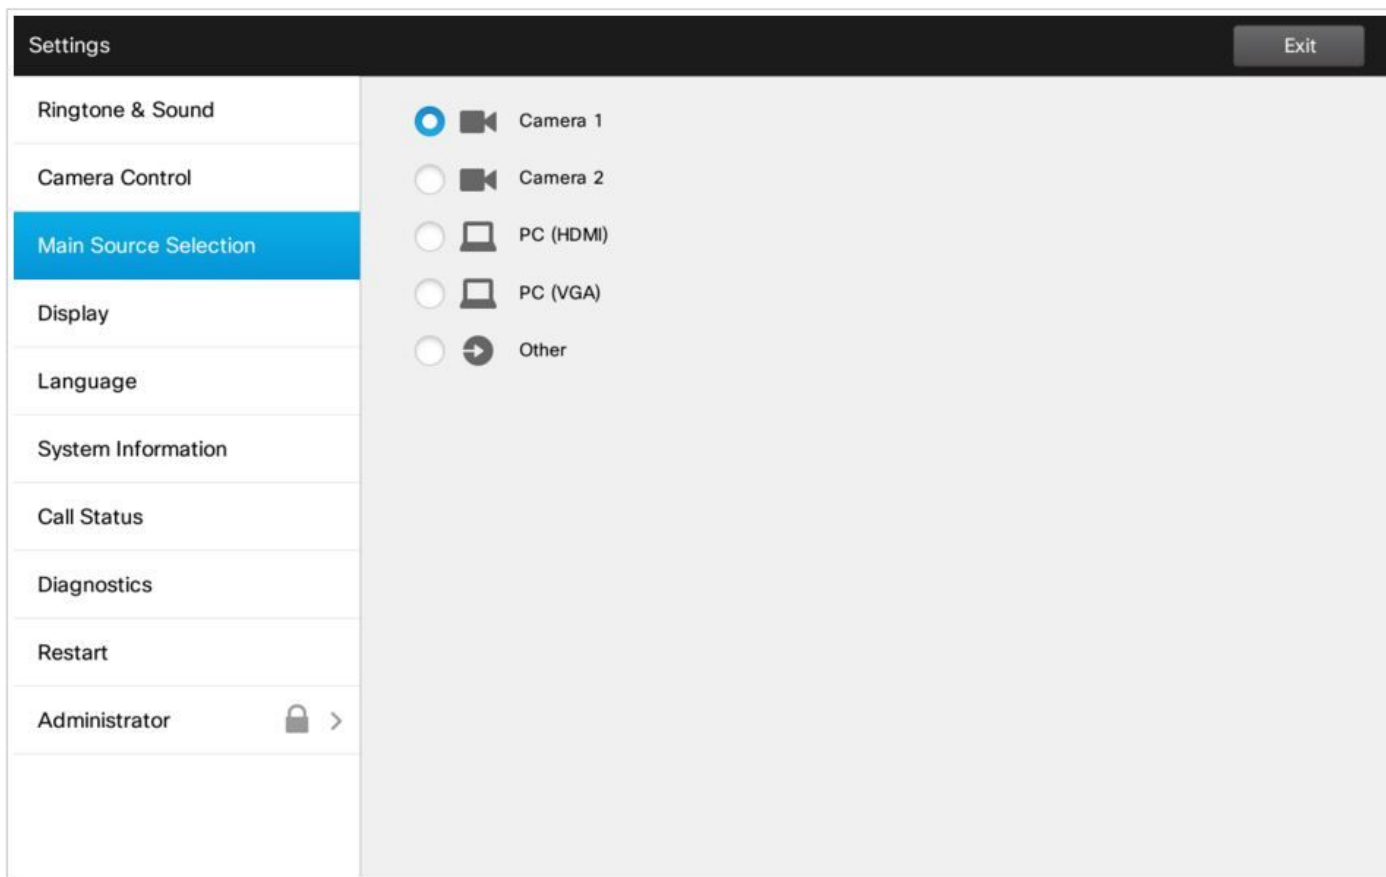 Settings
Exit
Ringtone & Sound
Camera Control
Main Source Selection
Display
Language
System Information
Call Status
Diagnostics
Restart
Administrator
Camera 1
Camera 2
PC (HDMI)
PC (VGA)
Other